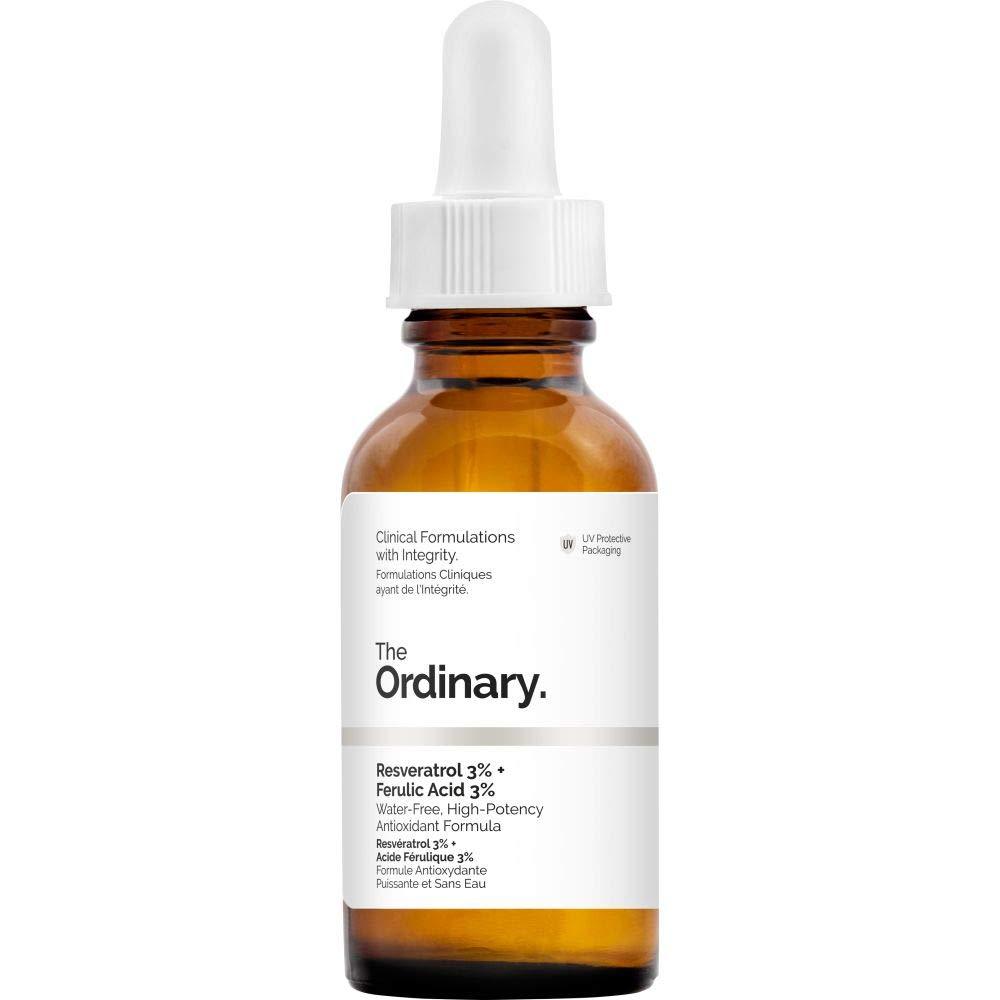 Clinical Formulations
with Integrity.
Formulations Cliniques
ayant de l'Intégrité.
UV
UV Protective
Packaging
The
Ordinary.
Resveratrol 3% +
Ferulic Acid 3%
Water-Free, High-Potency
Antioxidant Formula
Resvératrol 3% +
Acide Férulique 3%
Formule Antioxydante
Puissante et Sans Eau